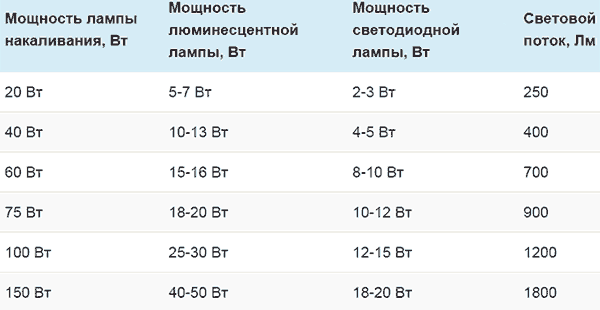 Мощность лампы накаливания, Вт | Мощность люминесцентной лампы, Вт | Мощность светодиодной лампы, Вт | Световой поток, Лм
20 Вт | 5-7 Вт | 2-3 Вт | 250
40 Вт | 10-13 Вт | 4-5 Вт | 400
60 Вт | 15-16 Вт | 8-10 Вт | 700
75 Вт | 18-20 Вт | 10-12 Вт | 900
100 Вт | 25-30 Вт | 12-15 Вт | 1200
150 Вт | 40-50 Вт | 18-20 Вт | 1800